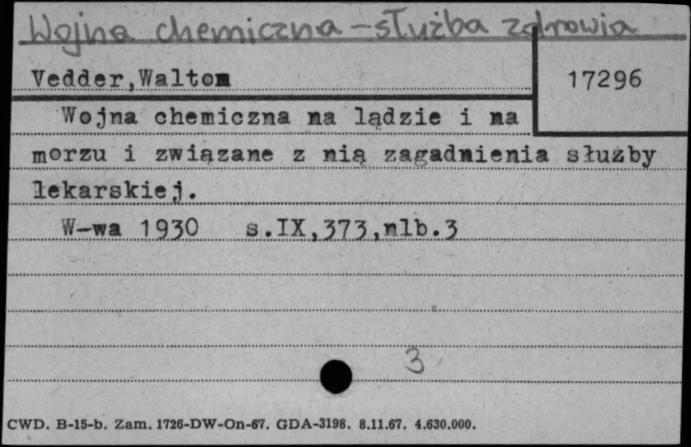 Wojna chemiczna - służba zdrowia
Vedder,Walton
17296
Wojna chemiczna na lądzie i na
morzu i związane z nią zagadnienia służby
lekarskiej.
W-wa 1930 s.IX,373,nlb.3
3
CWD. B-15-b. Zam. 1726-DW-On-67. GDA-3198. 8.11.67. 4.630.000.